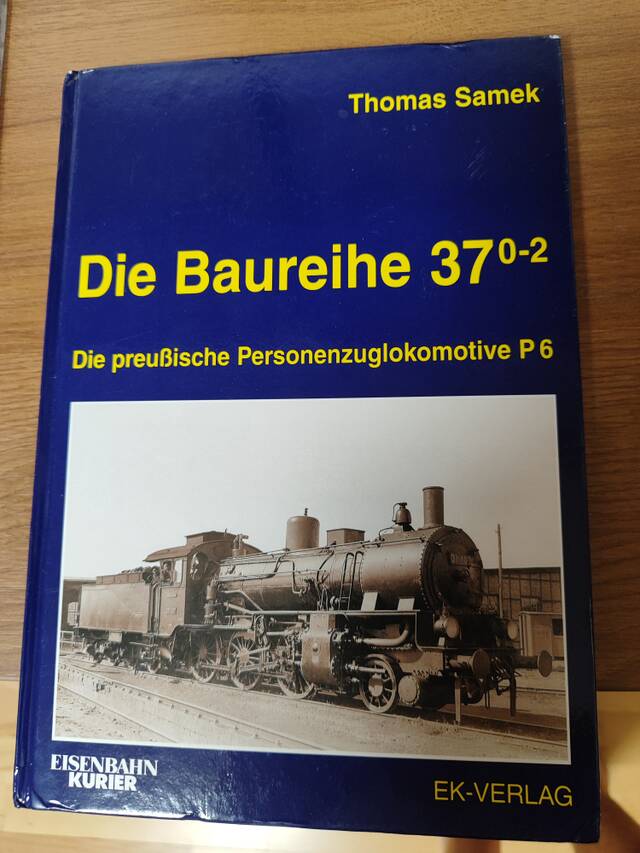 Thomas Samek
Die Baureihe 37⁰⁻²
Die preußische Personenzuglokomotive P 6
EISENBAHN
KURIER
EK-VERLAG